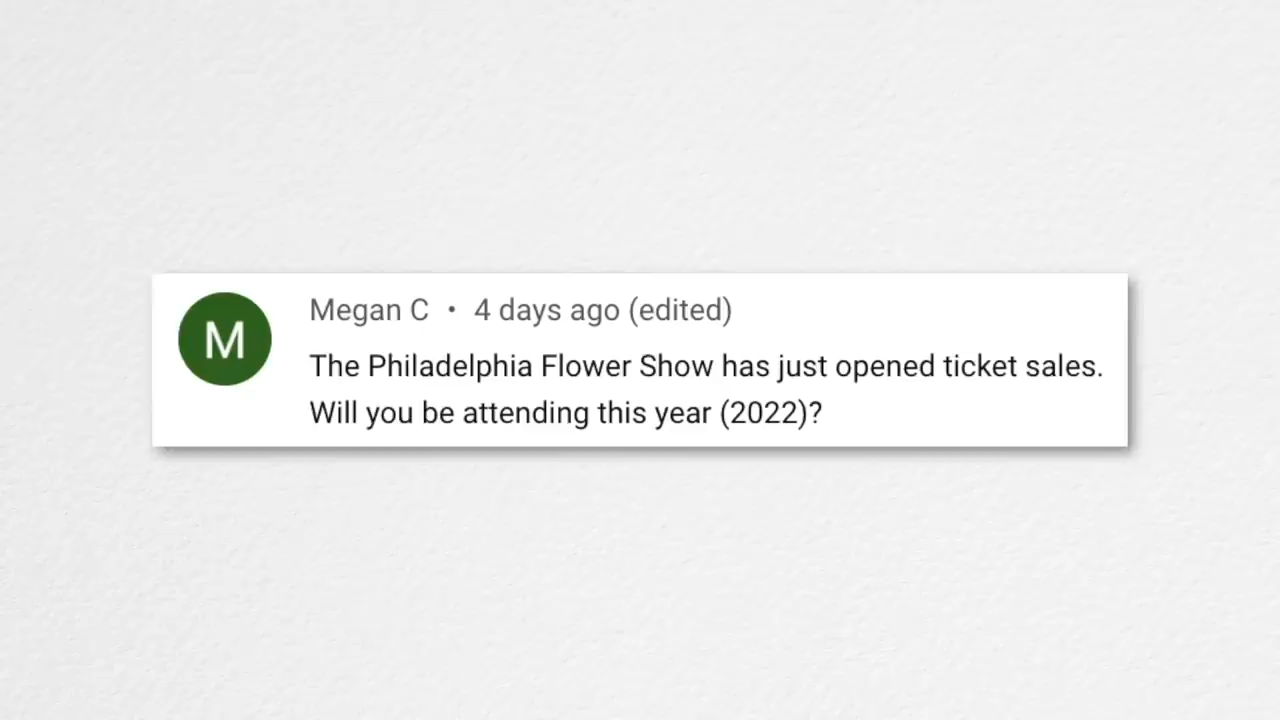 M
Megan C • 4 days ago (edited)
The Philadelphia Flower Show has just opened ticket sales.
Will you be attending this year (2022)?